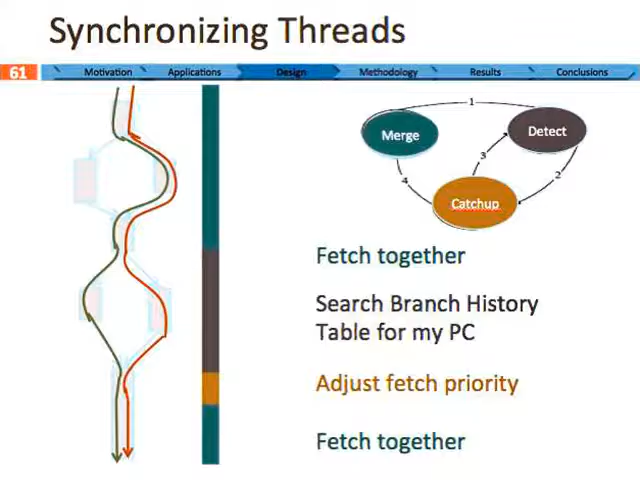 Synchronizing Threads
61
Motivation
Applications
Design
Methodology
Results
Conclusions
1
Merge
Detect
3
2
4
Catchup
Fetch together
Search Branch History
Table for my PC
Adjust fetch priority
Fetch together